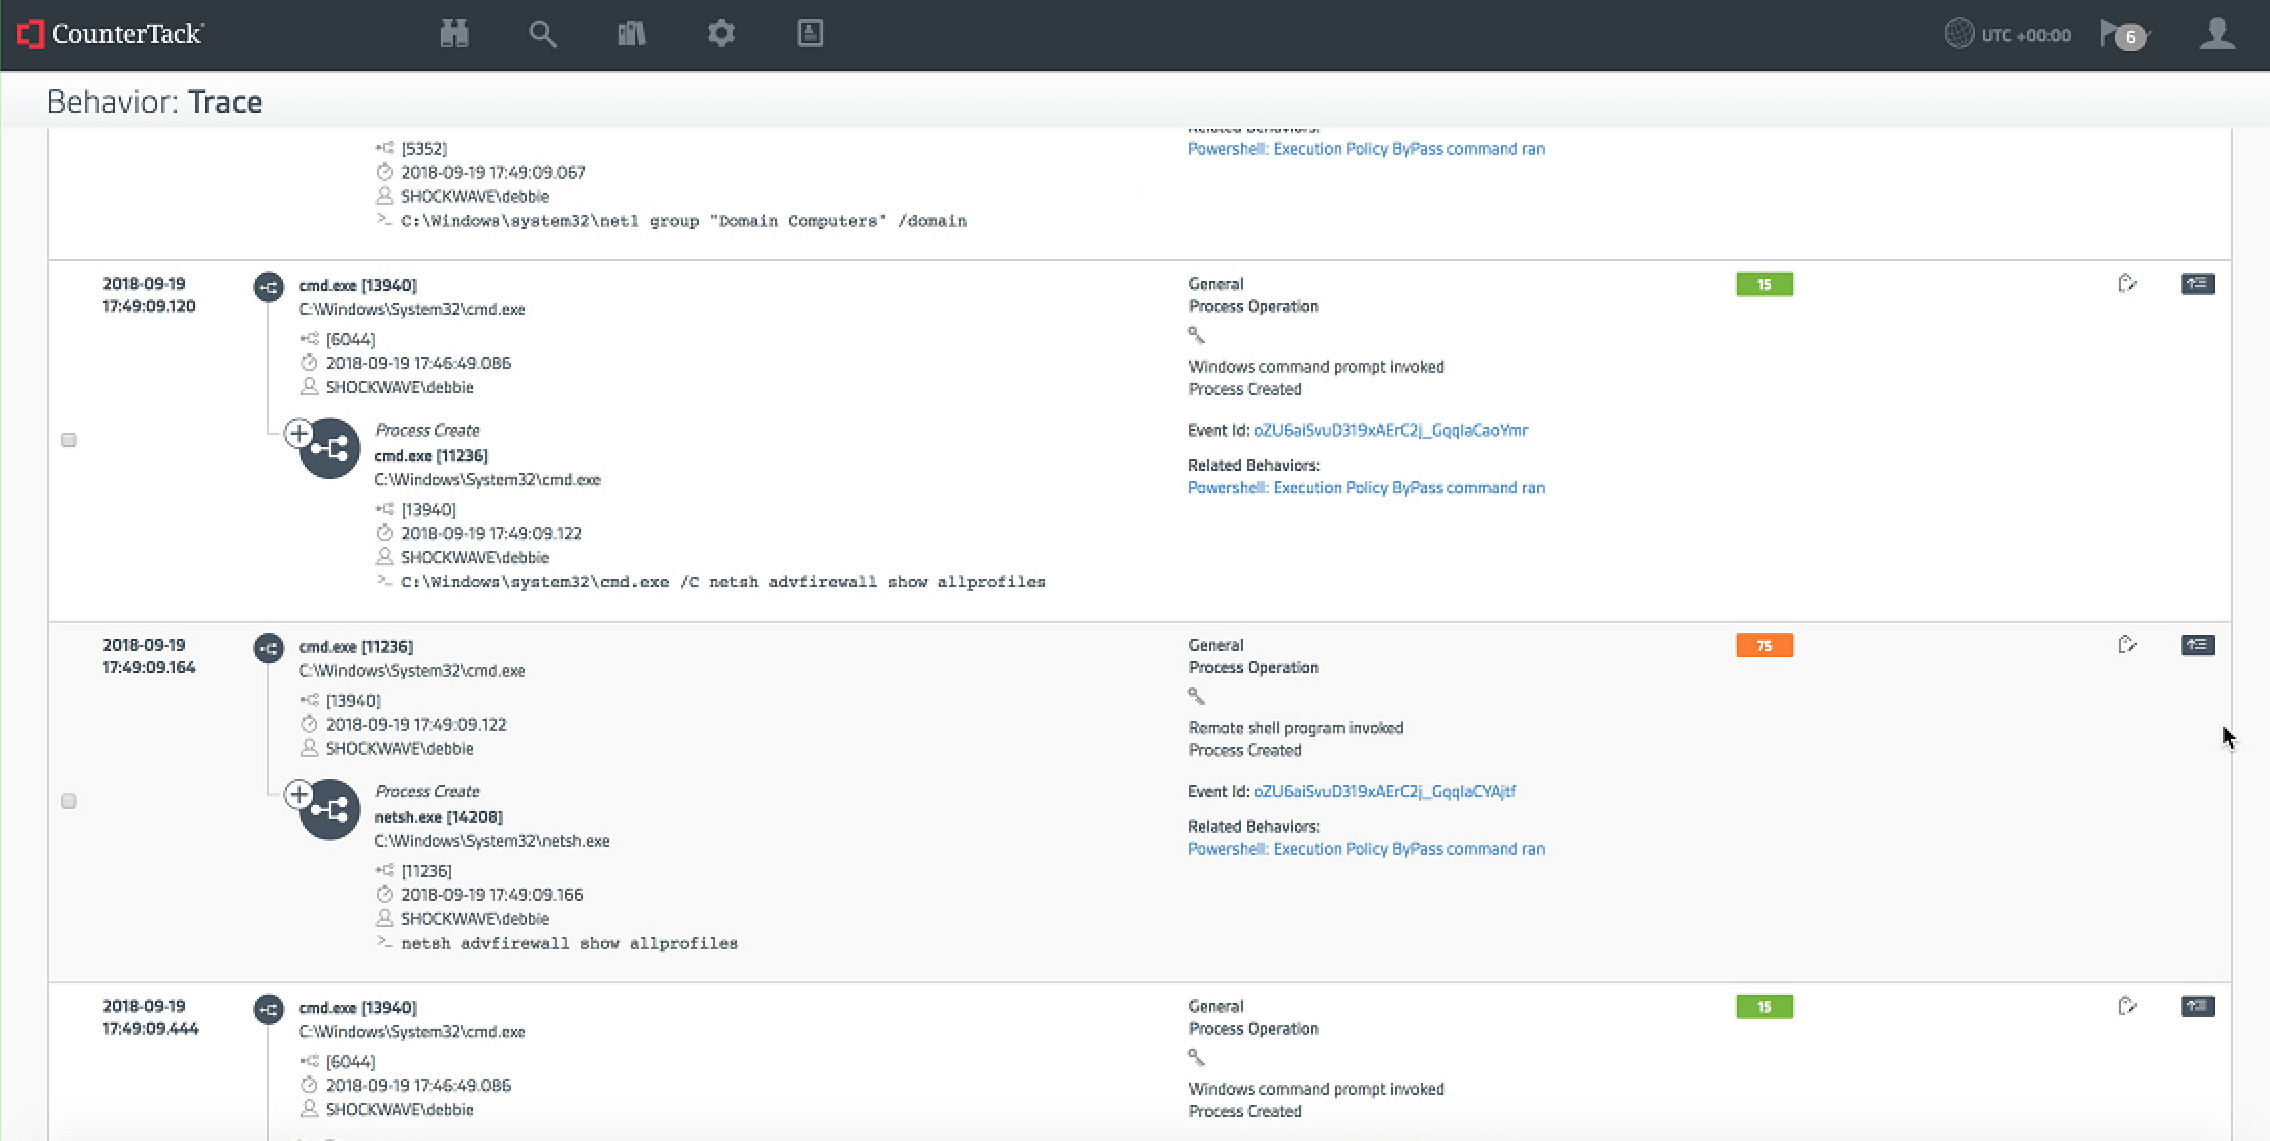 CounterTack
UTC +00:00
6
Behavior: Trace
Related Behaviors:
[5352]
Powershell: Execution Policy ByPass command ran
2018-09-19 17:49:09.067
SHOCKWAVE\debbie
>_ C:\Windows\system32\net1 group "Domain Computers" /domain
2018-09-19
17:49:09.120
cmd.exe [13940]
C:\Windows\System32\cmd.exe
[6044]
2018-09-19 17:46:49.086
SHOCKWAVE\debbie
Process Create
cmd.exe [11236]
C:\Windows\System32\cmd.exe
[13940]
2018-09-19 17:49:09.122
SHOCKWAVE\debbie
>_ C:\Windows\system32\cmd.exe /C netsh advfirewall show allprofiles
General
Process Operation
Windows command prompt invoked
Process Created
Event Id: oZU6aiSvuD319xAErC2j_GqqIaCaoYmr
Related Behaviors:
Powershell: Execution Policy ByPass command ran
15
2018-09-19
17:49:09.164
cmd.exe [11236]
C:\Windows\System32\cmd.exe
[13940]
2018-09-19 17:49:09.122
SHOCKWAVE\debbie
Process Create
netsh.exe [14208]
C:\Windows\System32\netsh.exe
[11236]
2018-09-19 17:49:09.166
SHOCKWAVE\debbie
>_ netsh advfirewall show allprofiles
General
Process Operation
Remote shell program invoked
Process Created
Event Id: oZU6aiSvuD319xAErC2j_GqqIaCYAjtf
Related Behaviors:
Powershell: Execution Policy ByPass command ran
75
2018-09-19
17:49:09.444
cmd.exe [13940]
C:\Windows\System32\cmd.exe
[6044]
2018-09-19 17:46:49.086
SHOCKWAVE\debbie
General
Process Operation
Windows command prompt invoked
Process Created
15